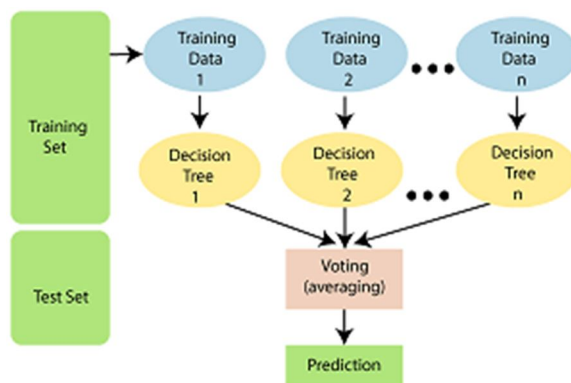 Training
Set
Test Set
Training
Data
1
Training
Data
2
Training
Data
n
Decision
Tree
1
Decision
Tree
2
Decision
Tree
n
Voting
(averaging)
Prediction